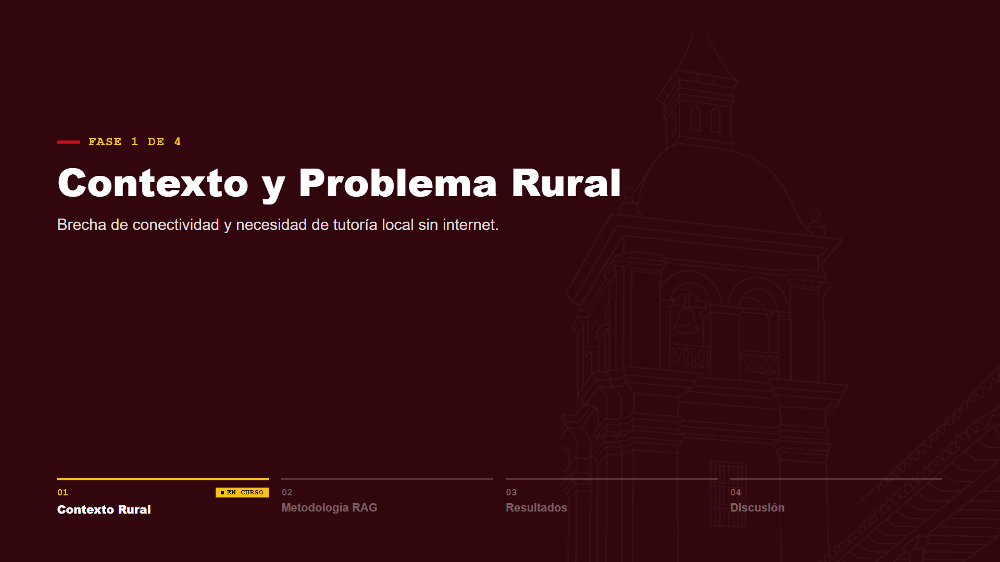 FASE 1 DE 4
Contexto y Problema Rural
Brecha de conectividad y necesidad de tutoría local sin internet.
01
EN CURSO
Contexto Rural
02
Metodología RAG
03
Resultados
04
Discusión